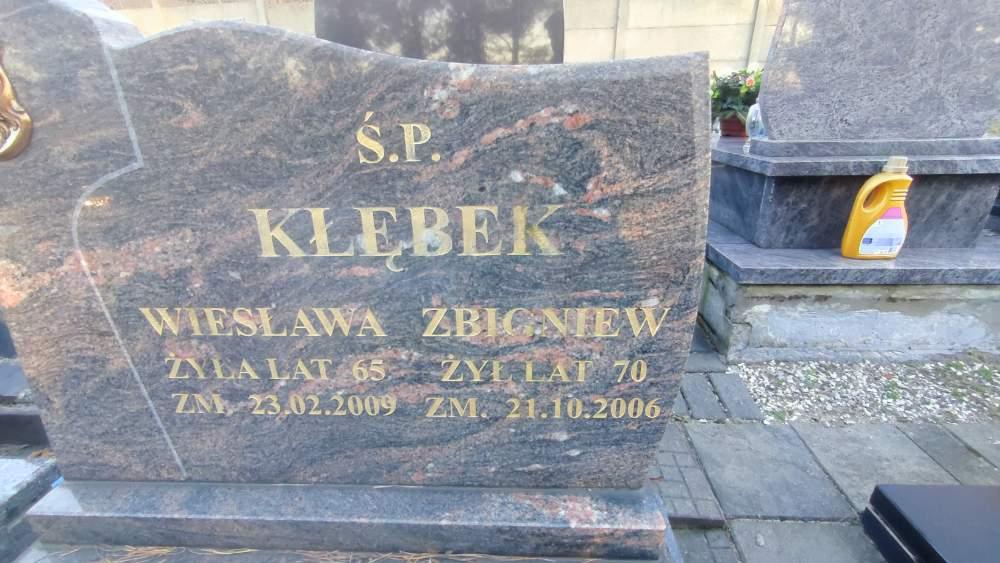 Ś.P.
KŁĘBEK
WIESŁAWA ZBIGNIEW
ŻYŁA LAT 65 ŻYŁ LAT 70
ZM. 23.02.2009 ZM. 21.10.2006